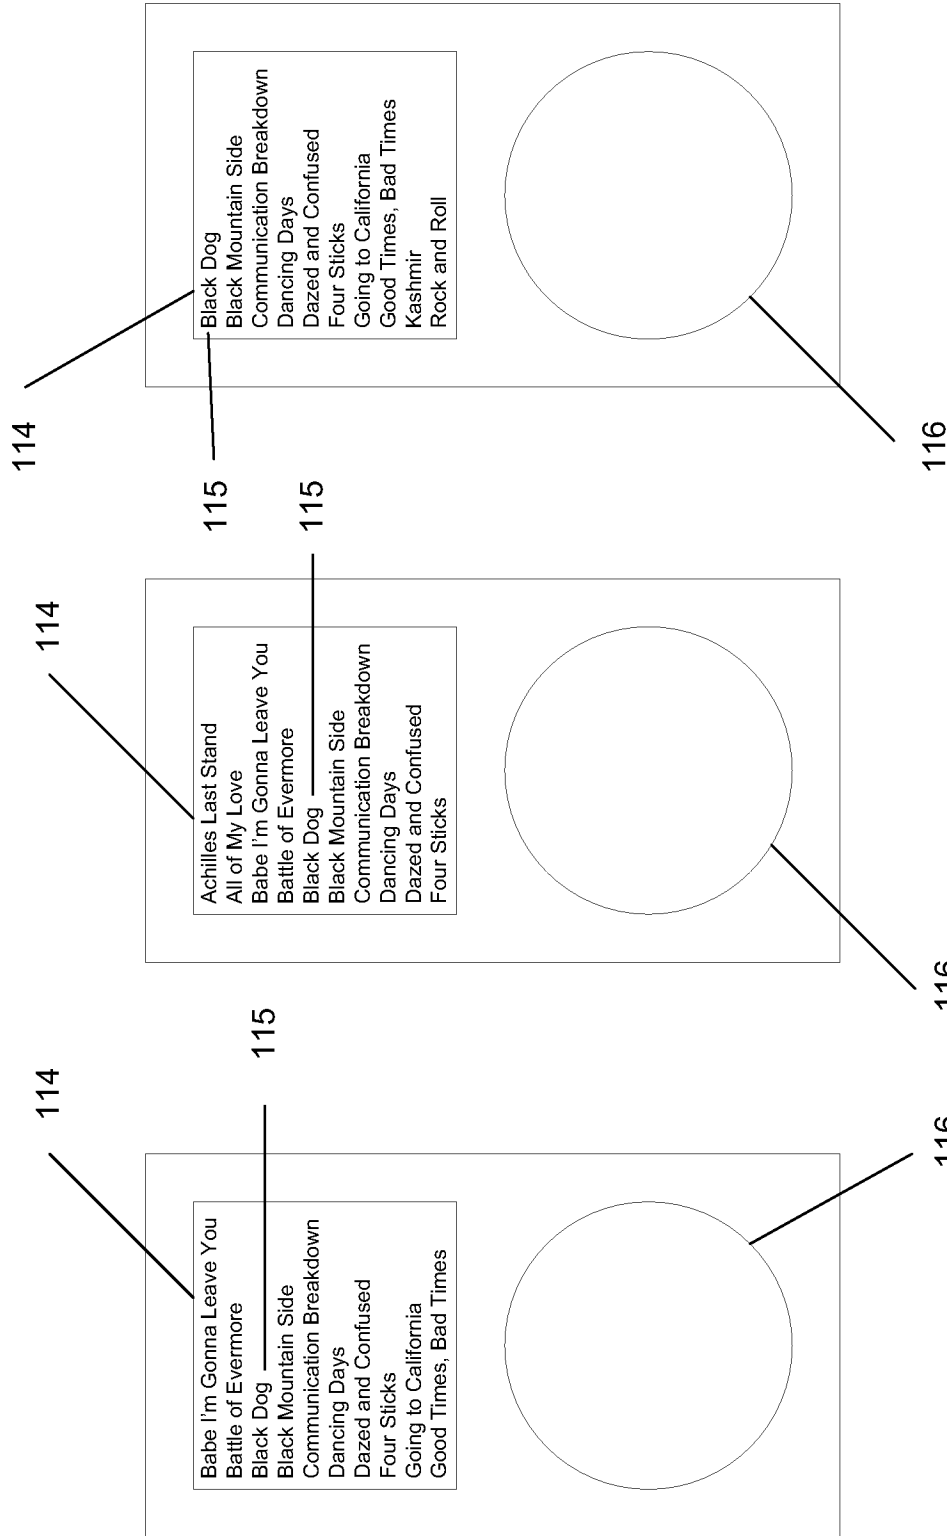 114
Babe I'm Gonna Leave You
Battle of Evermore
Black Dog
Black Mountain Side
Communication Breakdown
Dancing Days
Dazed and Confused
Four Sticks
Going to California
Good Times, Bad Times
115
116
114
Achilles Last Stand
All of My Love
Babe I'm Gonna Leave You
Battle of Evermore
Black Dog
Black Mountain Side
Communication Breakdown
Dancing Days
Dazed and Confused
Four Sticks
115
116
114
115
Black Dog
Black Mountain Side
Communication Breakdown
Dancing Days
Dazed and Confused
Four Sticks
Going to California
Good Times, Bad Times
Kashmir
Rock and Roll
116